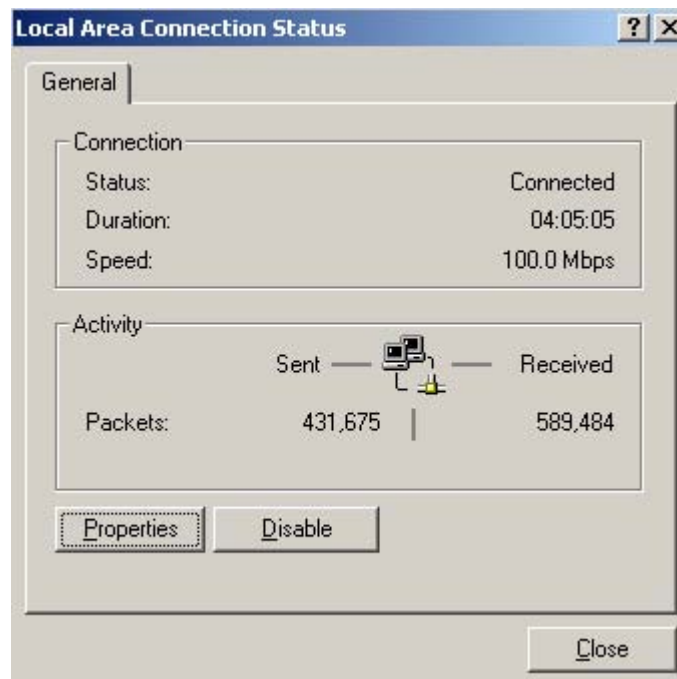 Local Area Connection Status
General
Connection
Status: Connected
Duration: 04:05:05
Speed: 100.0 Mbps
Activity
Sent Received
Packets: 431,675 589,484
Properties Disable
Close